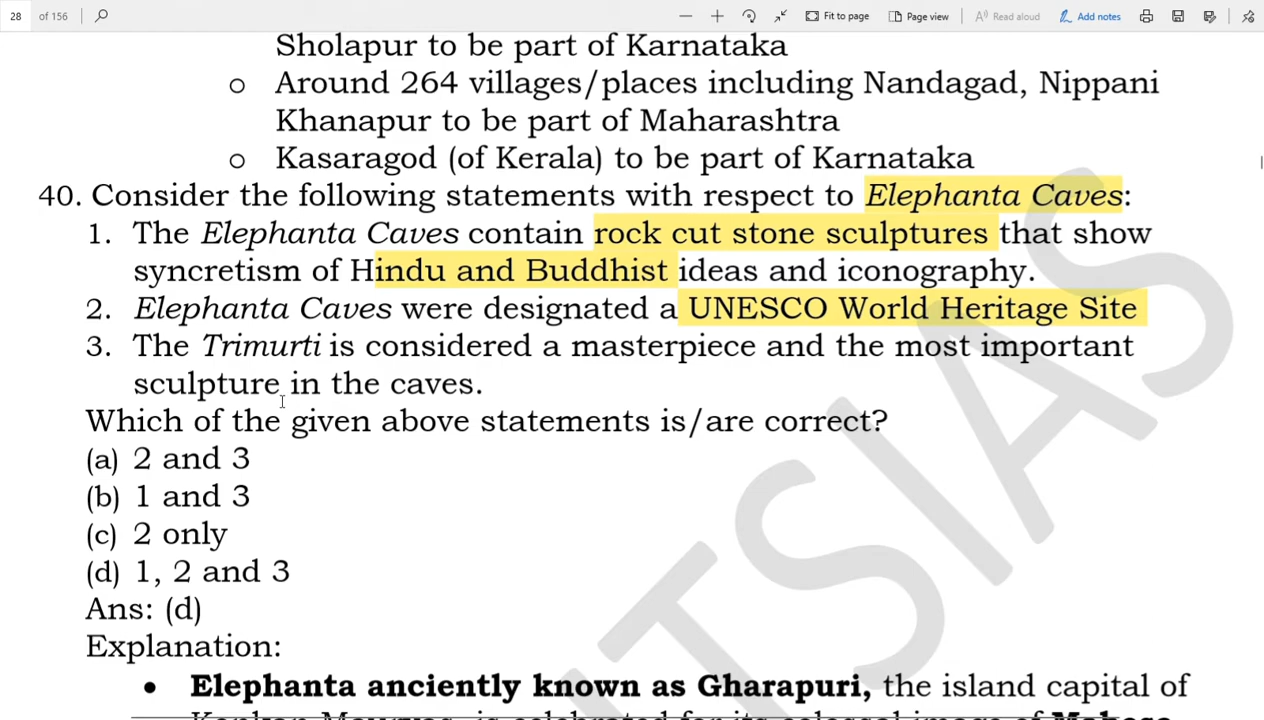 28 of 156 Fit to page Page view Read aloud Add notes
Sholapur to be part of Karnataka
o Around 264 villages/places including Nandagad, Nippani
Khanapur to be part of Maharashtra
o Kasaragod (of Kerala) to be part of Karnataka
40. Consider the following statements with respect to Elephanta Caves:
1. The Elephanta Caves contain rock cut stone sculptures that show
syncretism of Hindu and Buddhist ideas and iconography.
2. Elephanta Caves were designated a UNESCO World Heritage Site
3. The Trimurti is considered a masterpiece and the most important
sculpture in the caves.
Which of the given above statements is/are correct?
(a) 2 and 3
(b) 1 and 3
(c) 2 only
(d) 1, 2 and 3
Ans: (d)
Explanation:
• Elephanta anciently known as Gharapuri, the island capital of
TSIAS